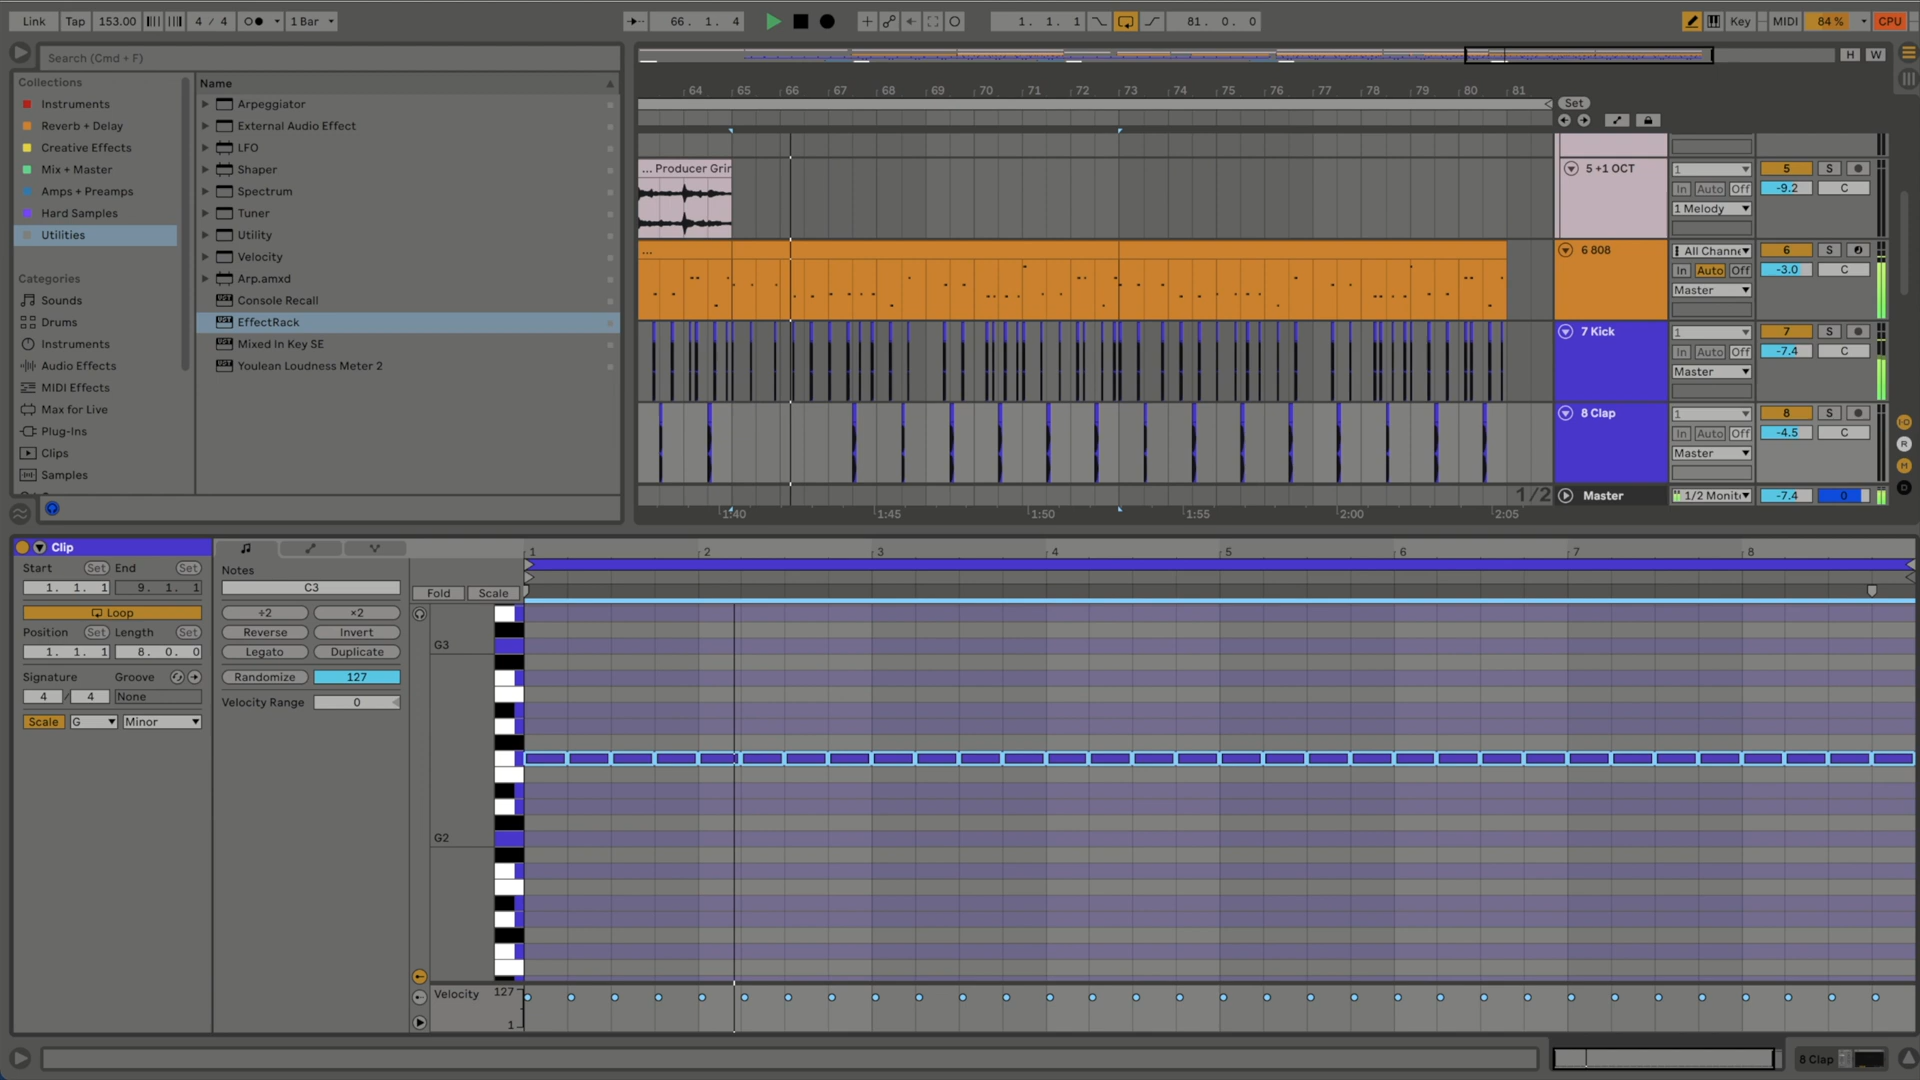 Link Tap 153.00 4 / 4 1 Bar 66. 1. 4 1. 1. 1 81. 0. 0 Key MIDI 84 % CPU
Search (Cmd + F)
H W
Collections
Instruments
Reverb + Delay
Creative Effects
Mix + Master
Amps + Preamps
Hard Samples
Utilities
Categories
Sounds
Drums
Instruments
Audio Effects
MIDI Effects
Max for Live
Plug-Ins
Clips
Samples
Name
Arpeggiator
External Audio Effect
LFO
Shaper
Spectrum
Tuner
Utility
Velocity
Arp.amxd
Console Recall
EffectRack
Mixed In Key SE
Youlean Loudness Meter 2
64 65 66 67 68 69 70 71 72 73 74 75 76 77 78 79 80 81
Set
... Producer Grin
...
5 +1 OCT 1 5 S
In Auto Off -9.2 C
1 Melody
6 808 All Channe 6 S
In Auto Off -3.0 C
Master
7 Kick 1 7 S
In Auto Off -7.4 C
Master
8 Clap 1 8 S
In Auto Off -4.5 C
Master
1/2 Master 1/2 Monit -7.4 0
1:40 1:45 1:50 1:55 2:00 2:05
R
M
D
Clip
Start Set End Set
1. 1. 1 9. 1. 1
Loop
Position Set Length Set
1. 1. 1 8. 0. 0
Signature Groove
4 / 4 None
Scale G Minor
Notes
C3
÷2 ×2
Reverse Invert
Legato Duplicate
Randomize 127
Velocity Range 0
1 2 3 4 5 6 7 8
Fold Scale
G3
G2
Velocity 127
1
8 Clap